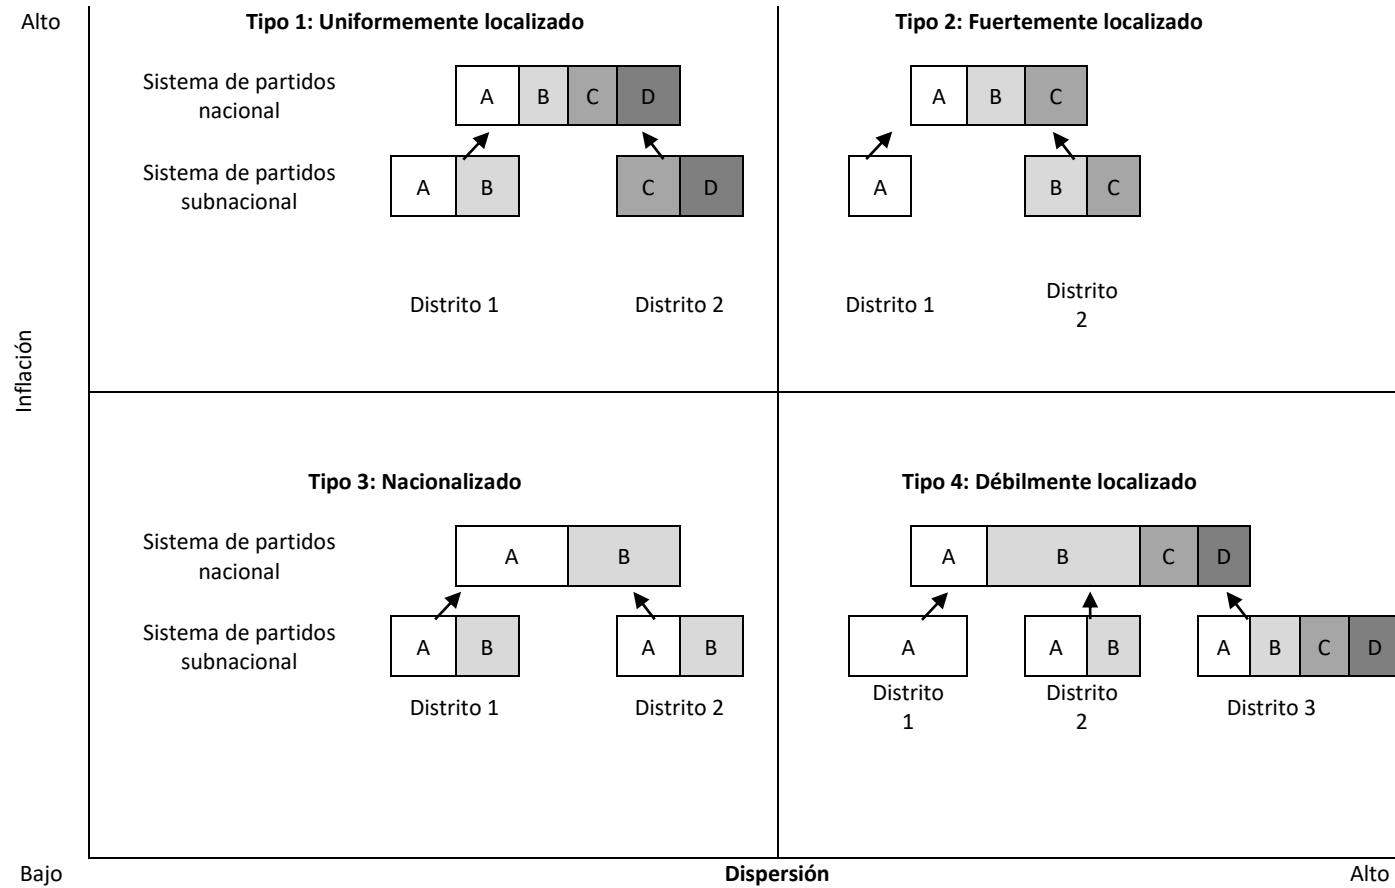 Alto
Tipo 1: Uniformemente localizado
Tipo 2: Fuertemente localizado
Sistema de partidos
nacional
A B C D
A B C
Sistema de partidos
subnacional
A B
C D
A
B C
Distrito 1
Distrito 2
Distrito 1
Distrito
2
Inflación
Tipo 3: Nacionalizado
Tipo 4: Débilmente localizado
Sistema de partidos
nacional
A B
A B C D
Sistema de partidos
subnacional
A B
A B
A
A B
A B C D
Distrito 1
Distrito 2
Distrito
1
Distrito
2
Distrito 3
Bajo
Dispersión
Alto